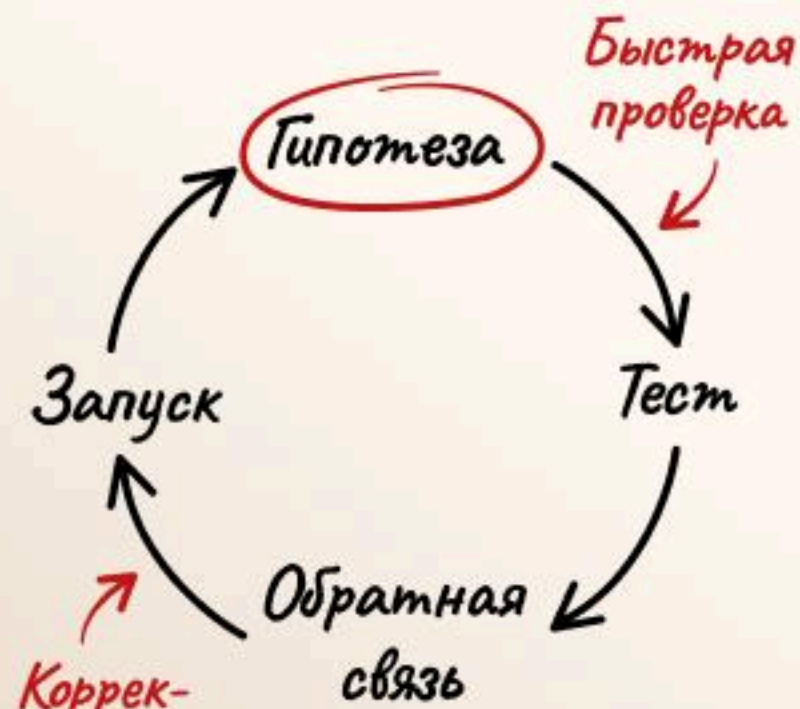 Быстрая
проверка
Гипотеза
Тест
Запуск
Обратная
связь
Коррек-